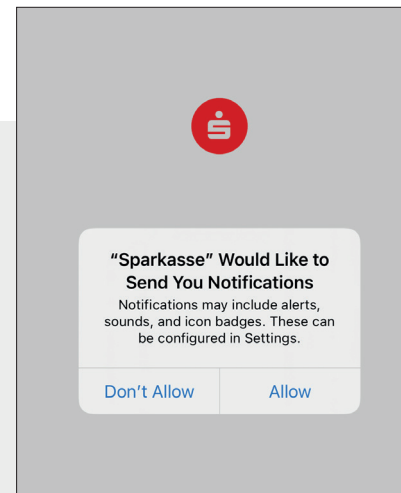 “Sparkasse” Would Like to
Send You Notifications
Notifications may include alerts,
sounds, and icon badges. These can
be configured in Settings.
Don’t Allow
Allow